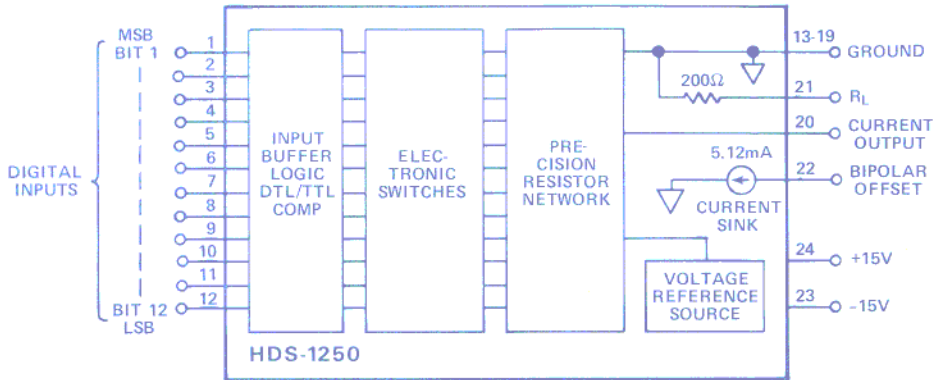 MSB
BIT 1
DIGITAL
INPUTS
BIT 12
LSB
1
2
3
4
5
6
7
8
9
10
11
12
INPUT
BUFFER
LOGIC
DTL/TTL
COMP
ELEC-
TRONIC
SWITCHES
PRE-
CISION
RESISTOR
NETWORK
200Ω
5.12mA
CURRENT
SINK
VOLTAGE
REFERENCE
SOURCE
13-19 GROUND
21 RL
20 CURRENT
OUTPUT
22 BIPOLAR
OFFSET
24 +15V
23 -15V
HDS-1250